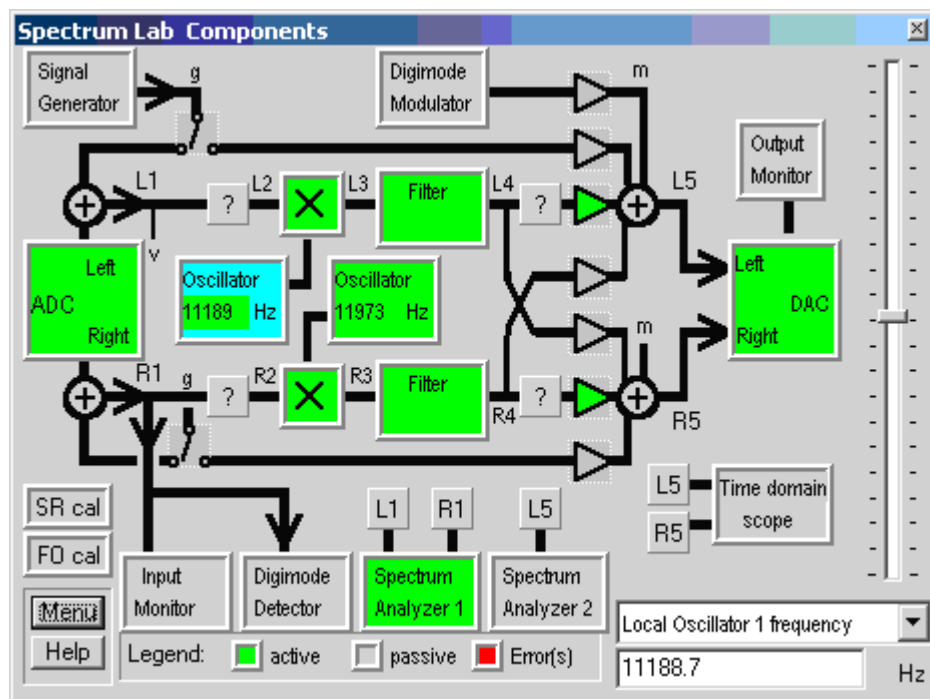 Spectrum Lab Components
Signal
Generator
g
Digimode
Modulator
m
Output
Monitor
L1
v
?
L2
L3
Filter
L4
?
L5
Left
ADC
Right
Oscillator
11189 Hz
Oscillator
11973 Hz
Left
DAC
Right
m
R1
g
?
R2
R3
Filter
R4
?
R5
SR cal
FO cal
L1
R1
L5
L5
R5
Time domain
scope
Input
Monitor
Digimode
Detector
Spectrum
Analyzer 1
Spectrum
Analyzer 2
Menu
Help
Legend: active passive Error(s)
Local Oscillator 1 frequency
11188.7 Hz